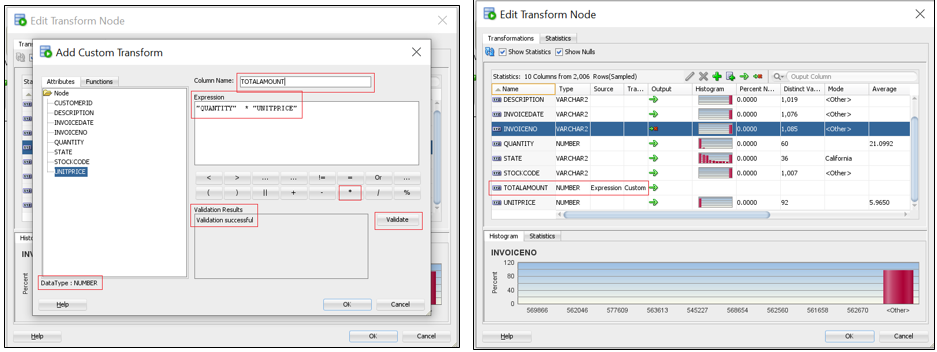 Edit Transform Node
Add Custom Transform
Attributes Functions
Node
CUSTOMERID
DESCRIPTION
INVOICEDATE
INVOICENO
QUANTITY
STATE
STOCKCODE
UNITPRICE
Column Name: TOTALAMOUNT
Expression
"QUANTITY" * "UNITPRICE"
< > ... ... != = Or ...
( ) || + - * / %
Validation Results
Validation successful
Validate
DataType : NUMBER
Help OK Cancel
Percent
Help OK Cancel
Edit Transform Node
Transformations Statistics
Show Statistics Show Nulls
Statistics: 10 Columns from 2,006 Rows(Sampled) Ouput Column
Name Type Source Tra... Output Histogram Percent N... Distinct Va... Mode Average
DESCRIPTION VARCHAR2 0.0000 1,019 <Other>
INVOICEDATE VARCHAR2 0.0000 1,076 <Other>
INVOICENO VARCHAR2 0.0000 1,085 <Other>
QUANTITY NUMBER 0.0000 60 21.0992
STATE VARCHAR2 0.0000 36 California
STOCKCODE VARCHAR2 0.0000 1,007 <Other>
TOTALAMOUNT NUMBER Expression Custom
UNITPRICE NUMBER 0.0000 92 5.9650
Histogram Statistics
INVOICENO
Percent
120
80
40
0
569866 562046 577609 563613 545227 568654 562560 561658 562670 <Other>
Help OK Cancel